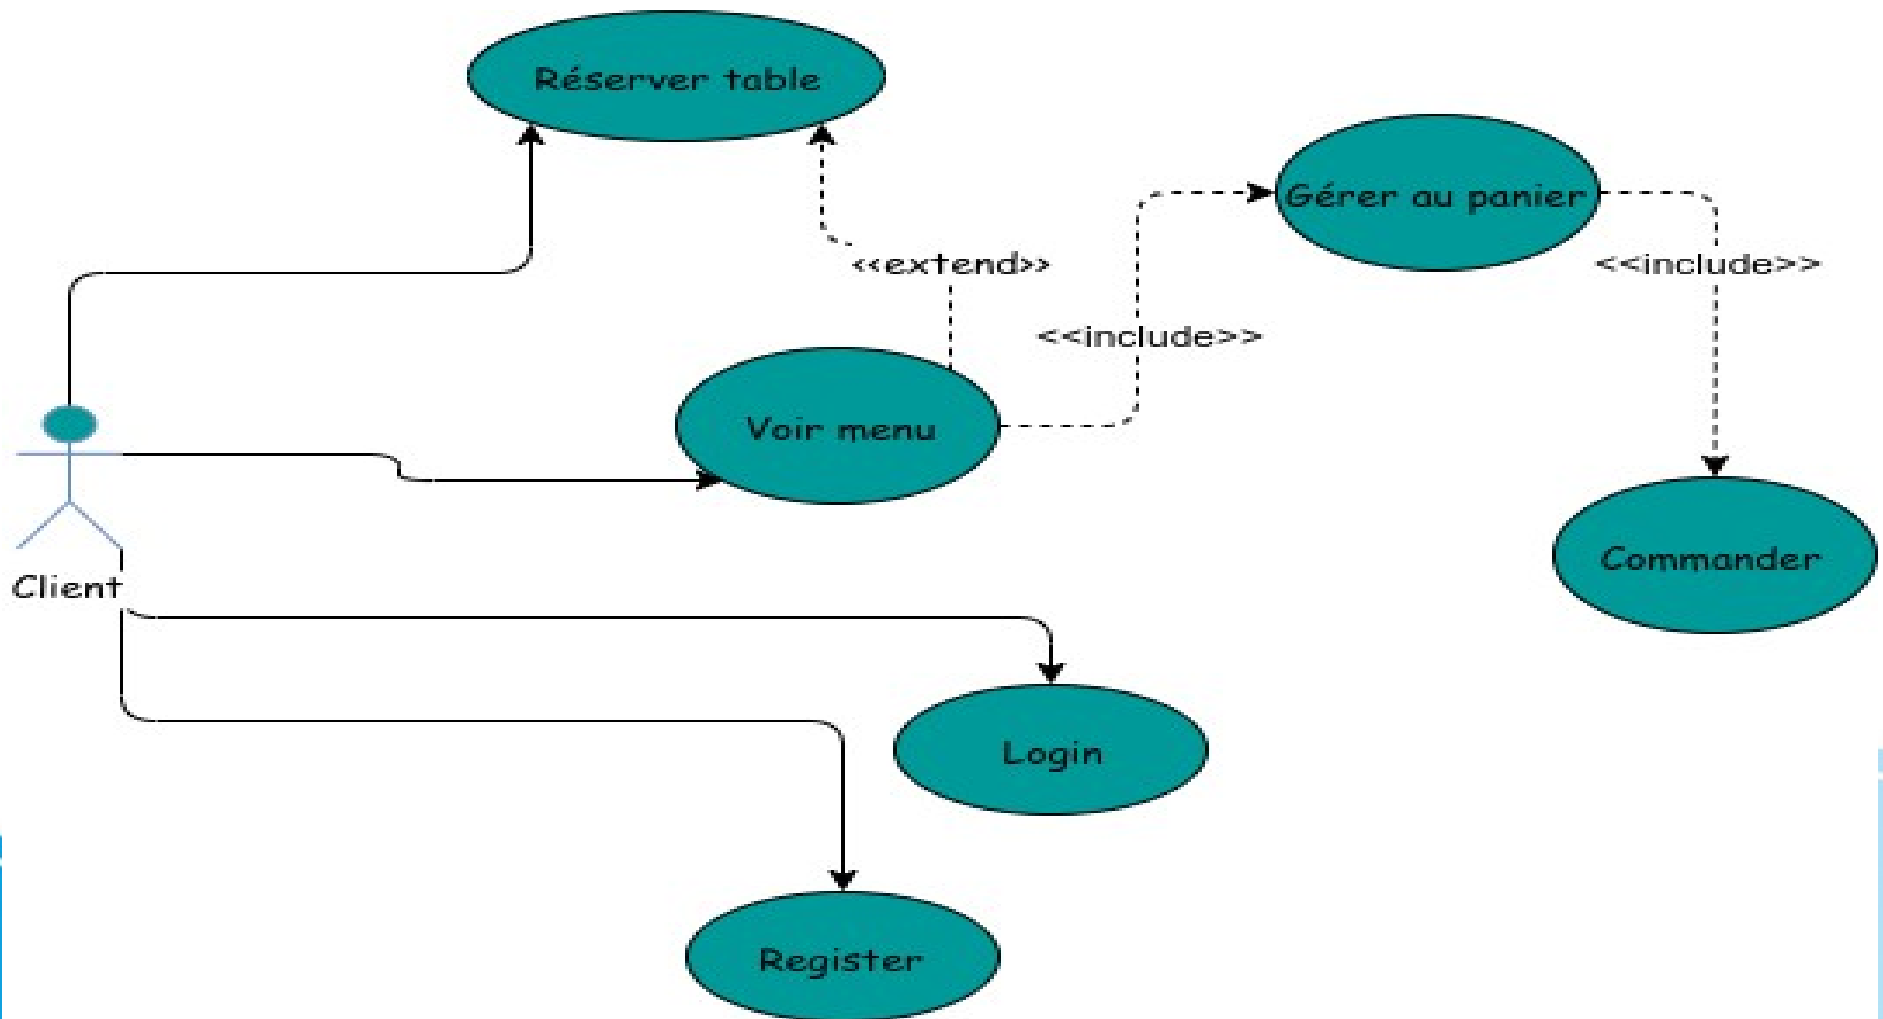 Réserver table
Gérer au panier
<<extend>>
<<include>>
<<include>>
Voir menu
Commander
Client
Login
Register